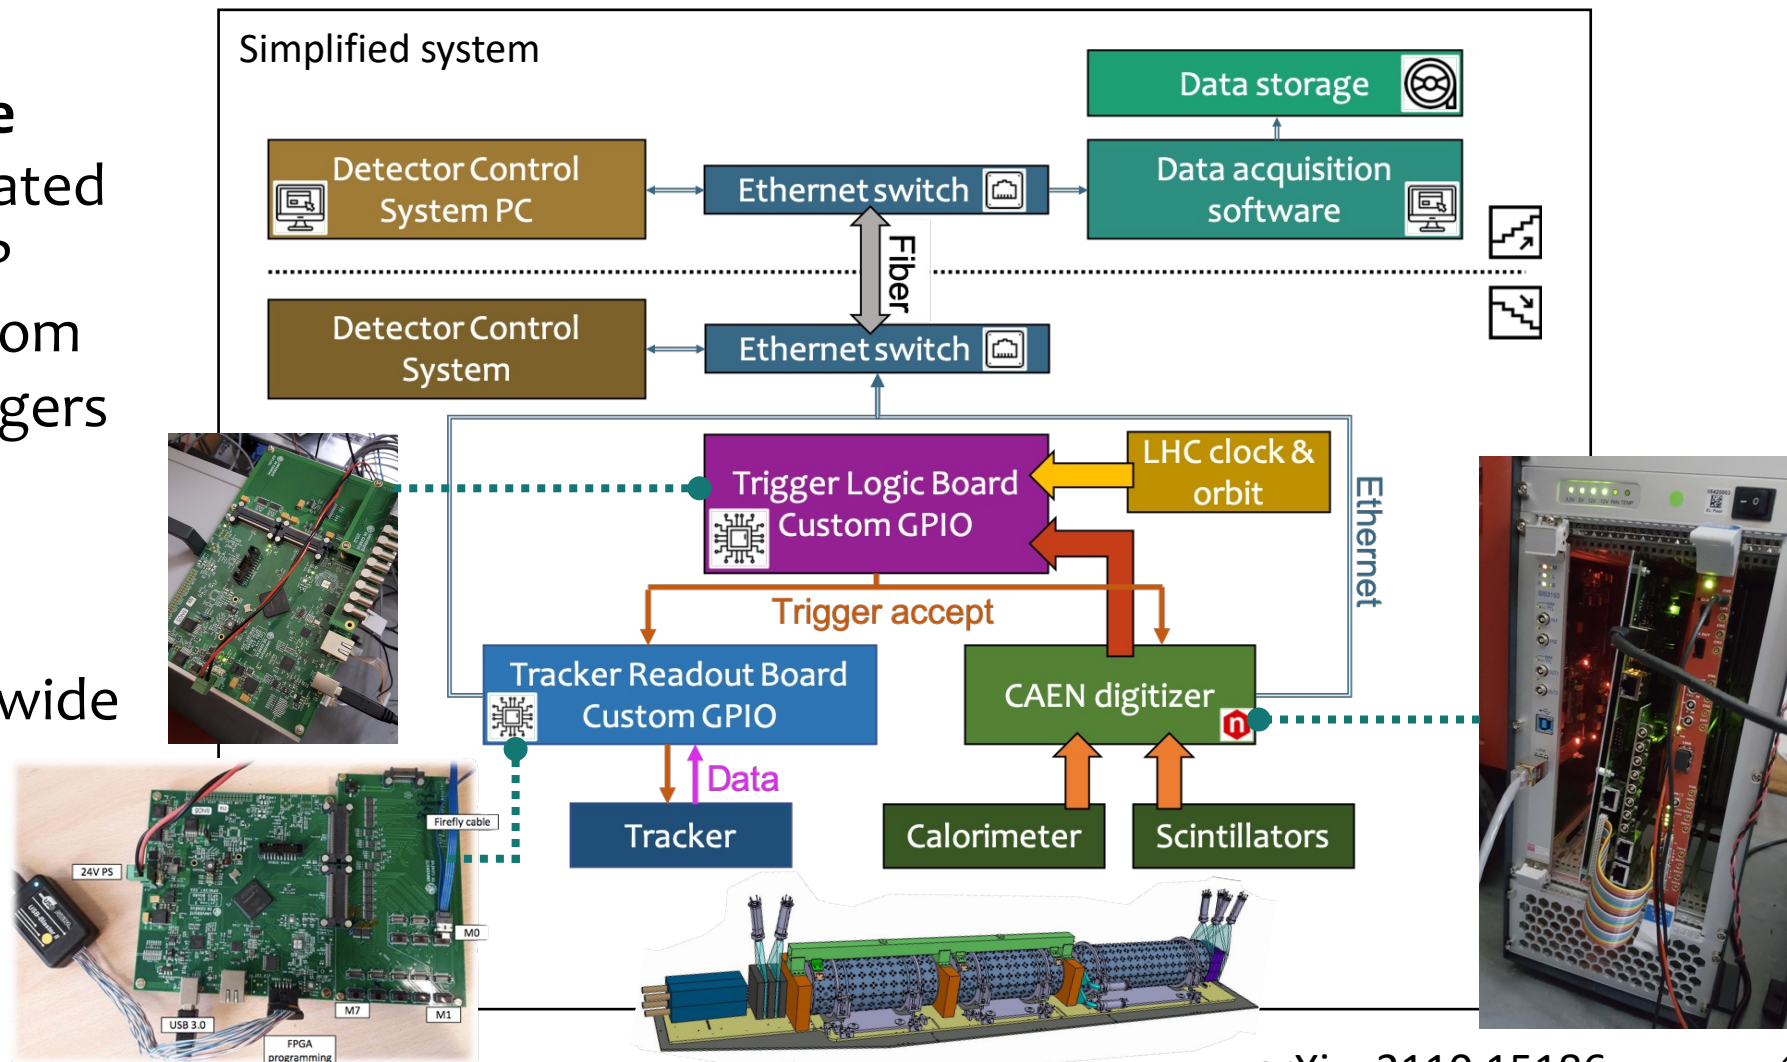 Simplified system
e
ated
?
om
gers
wide
Data storage
Detector Control
System PC
Ethernet switch
Data acquisition
software
Fiber
Detector Control
System
Ethernet switch
Trigger Logic Board
Custom GPIO
LHC clock &
orbit
Ethernet
Trigger accept
Tracker Readout Board
Custom GPIO
CAEN digitizer
n
Data
Tracker
Calorimeter
Scintillators
Firefly cable
24V PS
USB-Blaster
M0
M7
M1
USB 3.0
FPGA
programming